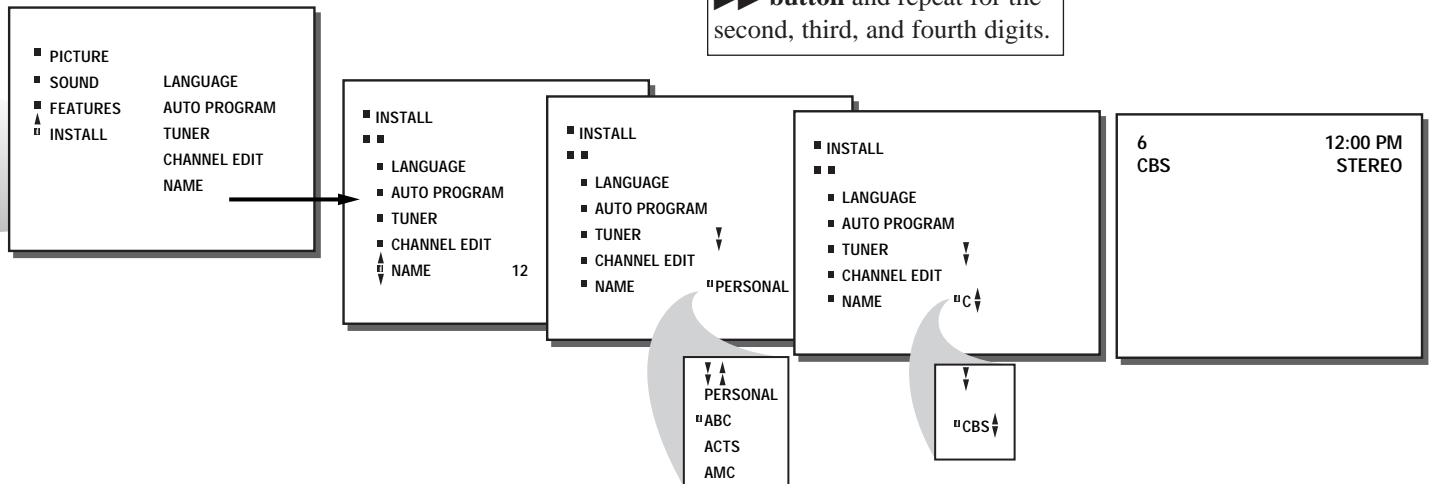 ▶▶ button and repeat for the
second, third, and fourth digits.
PICTURE
SOUND
FEATURES
INSTALL
LANGUAGE
AUTO PROGRAM
TUNER
CHANNEL EDIT
NAME
INSTALL
LANGUAGE
AUTO PROGRAM
TUNER
CHANNEL EDIT
NAME 12
INSTALL
LANGUAGE
AUTO PROGRAM
TUNER
CHANNEL EDIT
NAME PERSONAL
PERSONAL
ABC
ACTS
AMC
INSTALL
LANGUAGE
AUTO PROGRAM
TUNER
CHANNEL EDIT
NAME C
CBS
6 12:00 PM
CBS STEREO